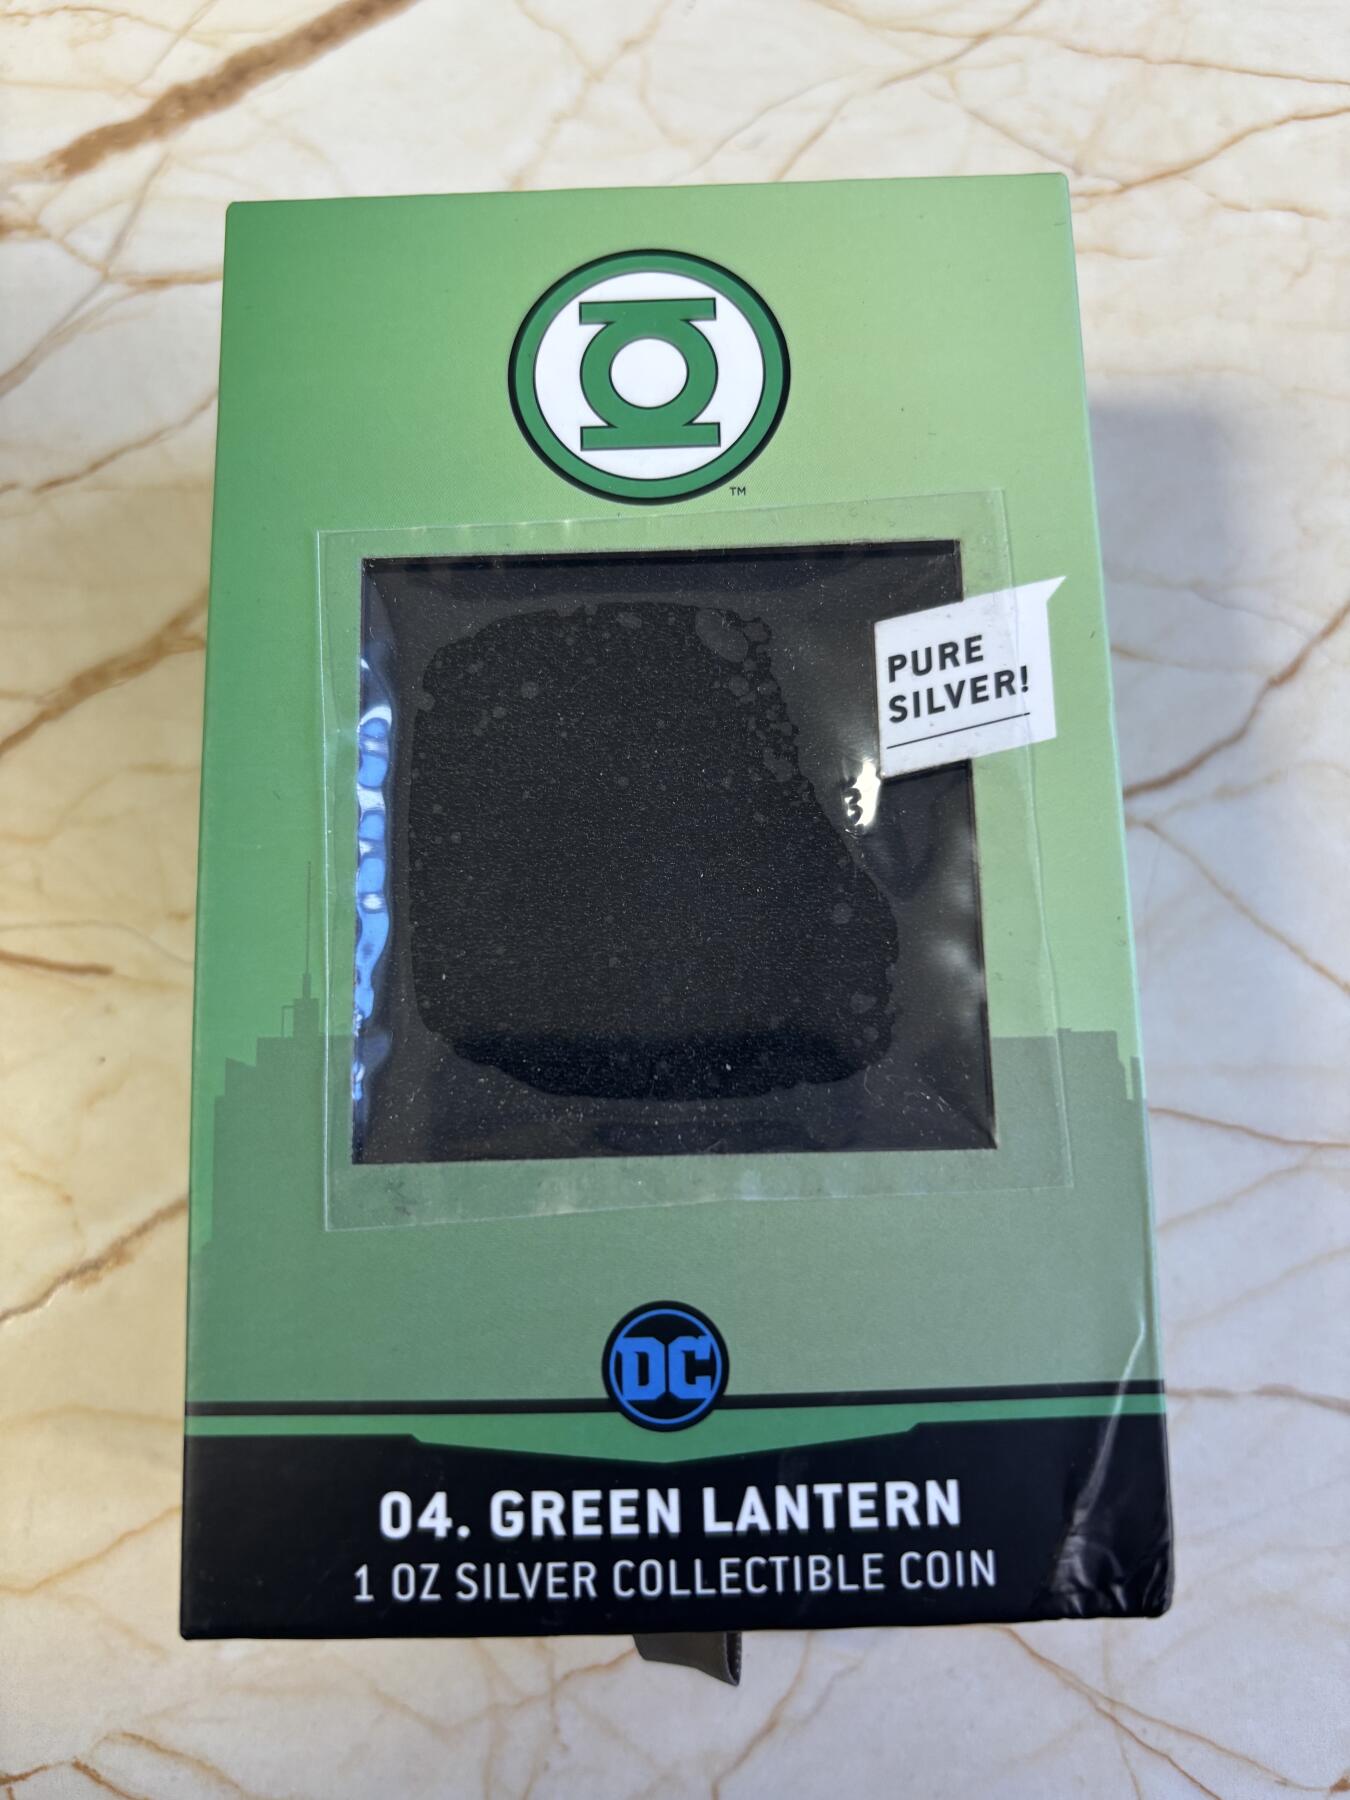 TM
PURE
SILVER!
DC
04. GREEN LANTERN
1 OZ SILVER COLLECTIBLE COIN